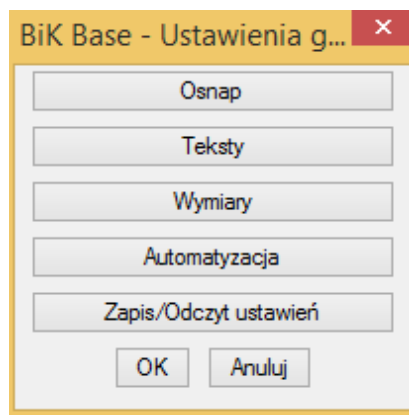 BiK Base - Ustawienia g...
Osnap
Teksty
Wymiary
Automatyzacja
Zapis/Odczyt ustawień
OK Anuluj